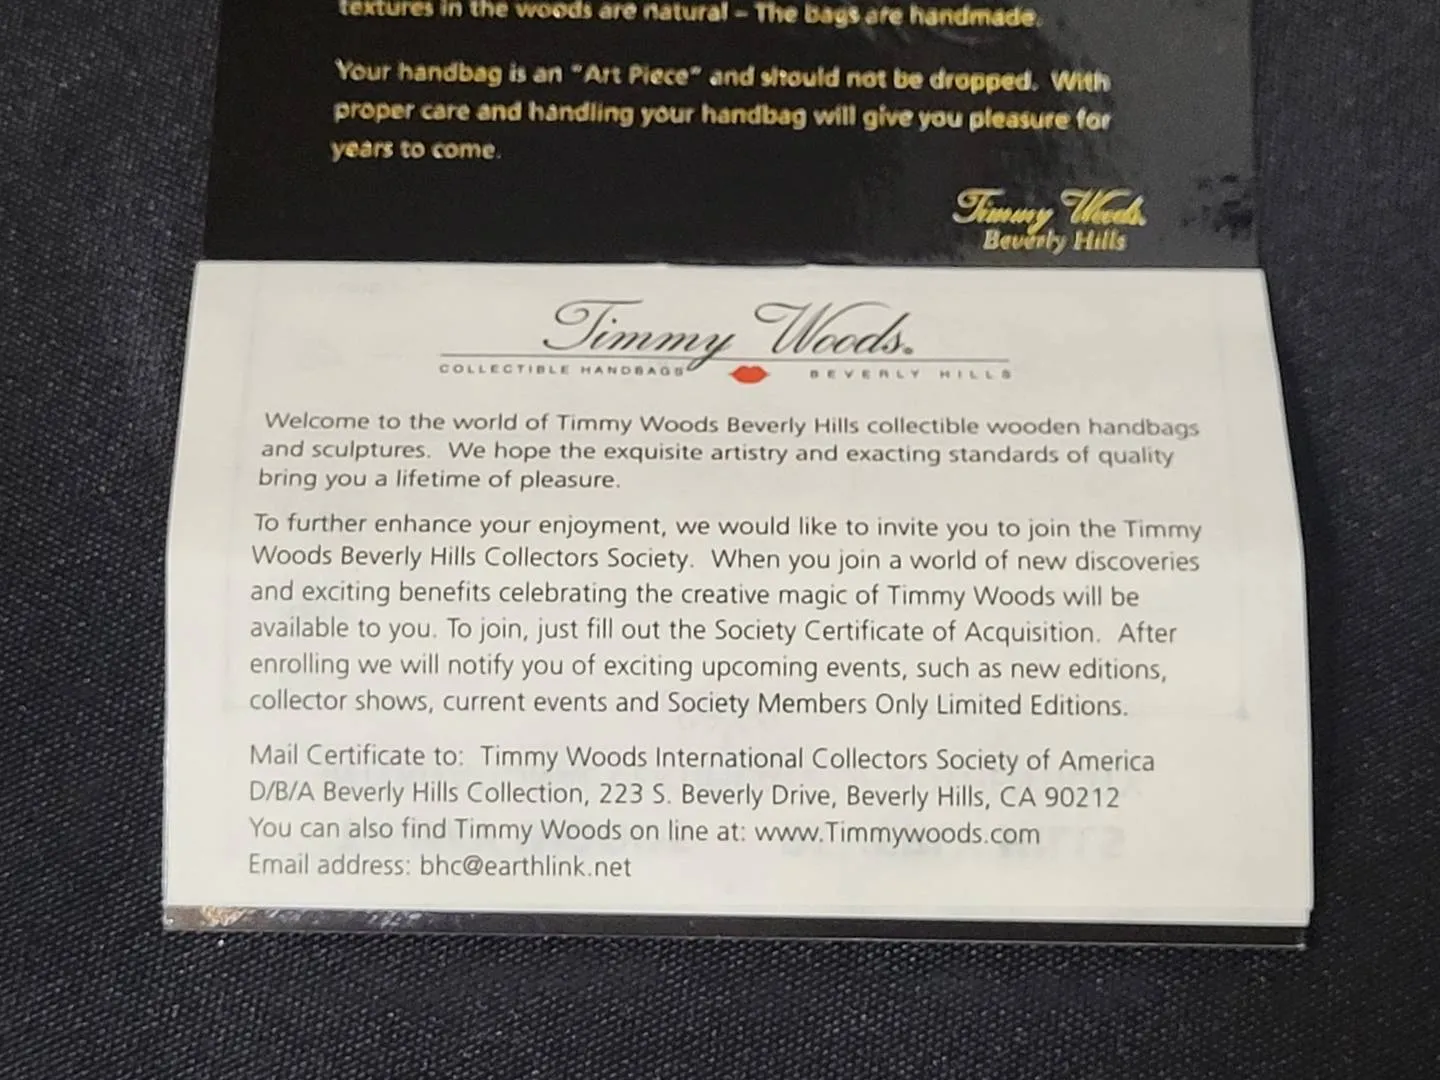 textures in the woods are natural – The bags are handmade.
Your handbag is an "Art Piece" and should not be dropped. With
proper care and handling your handbag will give you pleasure for
years to come.
Timmy Woods.
Beverly Hills
Timmy Woods®
COLLECTIBLE HANDBAGS BEVERLY HILLS
Welcome to the world of Timmy Woods Beverly Hills collectible wooden handbags
and sculptures. We hope the exquisite artistry and exacting standards of quality
bring you a lifetime of pleasure.
To further enhance your enjoyment, we would like to invite you to join the Timmy
Woods Beverly Hills Collectors Society. When you join a world of new discoveries
and exciting benefits celebrating the creative magic of Timmy Woods will be
available to you. To join, just fill out the Society Certificate of Acquisition. After
enrolling we will notify you of exciting upcoming events, such as new editions,
collector shows, current events and Society Members Only Limited Editions.
Mail Certificate to: Timmy Woods International Collectors Society of America
D/B/A Beverly Hills Collection, 223 S. Beverly Drive, Beverly Hills, CA 90212
You can also find Timmy Woods on line at: www.Timmywoods.com
Email address: bhc@earthlink.net